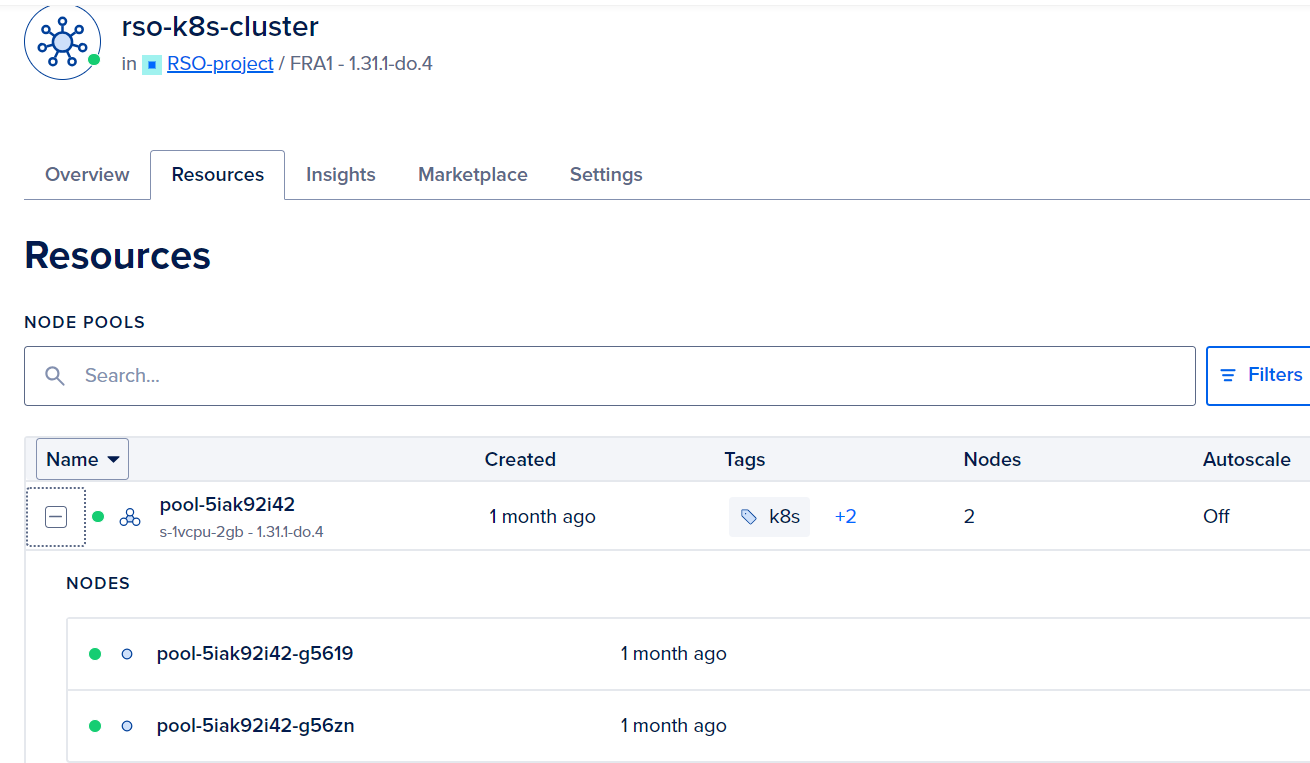 rso-k8s-cluster
in RSO-project / FRA1 - 1.31.1-do.4
Overview Resources Insights Marketplace Settings
Resources
NODE POOLS
Search... Filters
Name Created Tags Nodes Autoscale
pool-5iak92i42 1 month ago k8s +2 2 Off
s-1vcpu-2gb - 1.31.1-do.4
NODES
pool-5iak92i42-g5619 1 month ago
pool-5iak92i42-g56zn 1 month ago